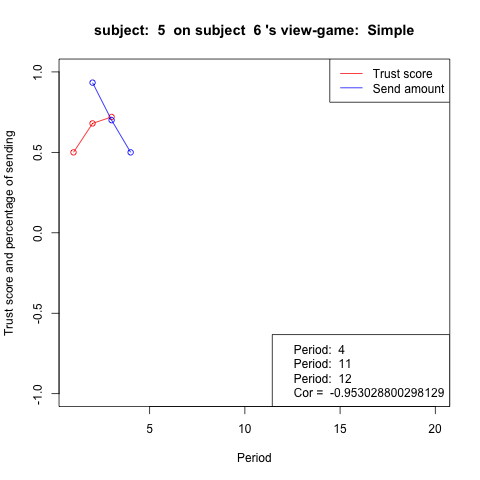 subject:  5  on subject  6 's view-game:  Simple
Trust score
Send amount
Trust score and percentage of sending
1.0
0.5
0.0
-0.5
-1.0
Period:  4
Period:  11
Period:  12
Cor =  -0.953028800298129
5
10
15
20
Period